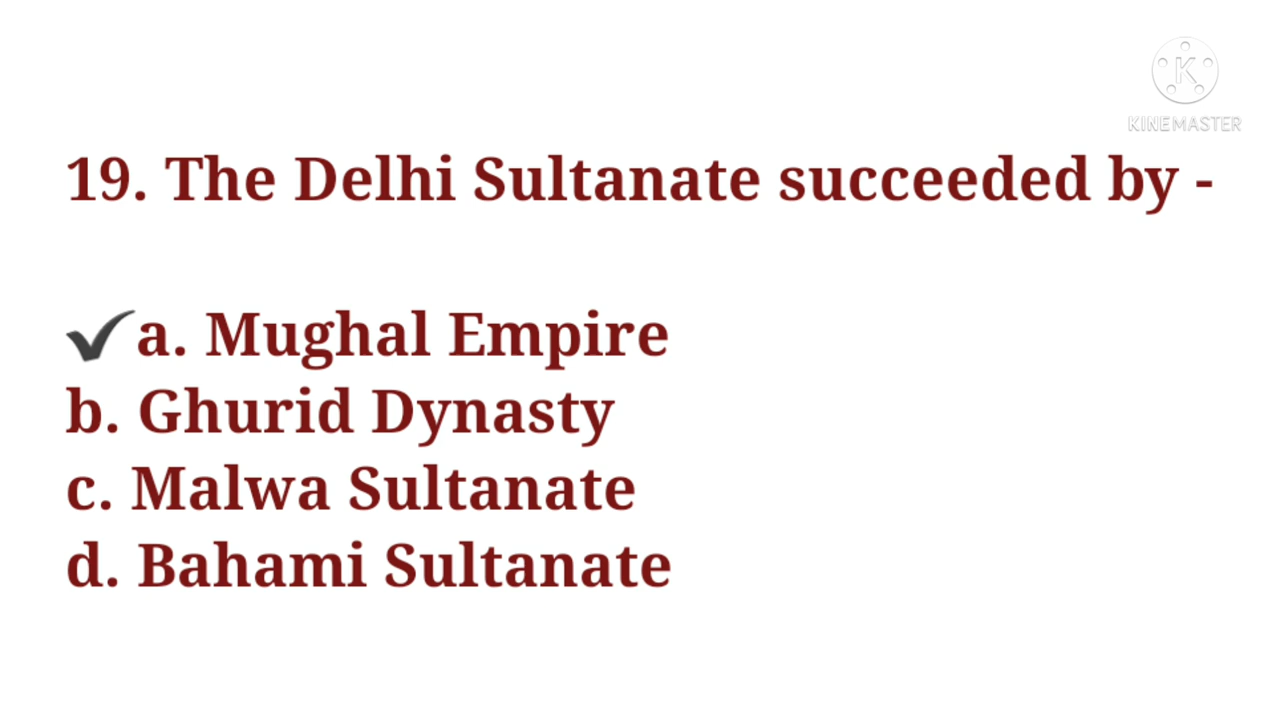 KINEMASTER
19. The Delhi Sultanate succeeded by -
✔a. Mughal Empire
b. Ghurid Dynasty
c. Malwa Sultanate
d. Bahami Sultanate